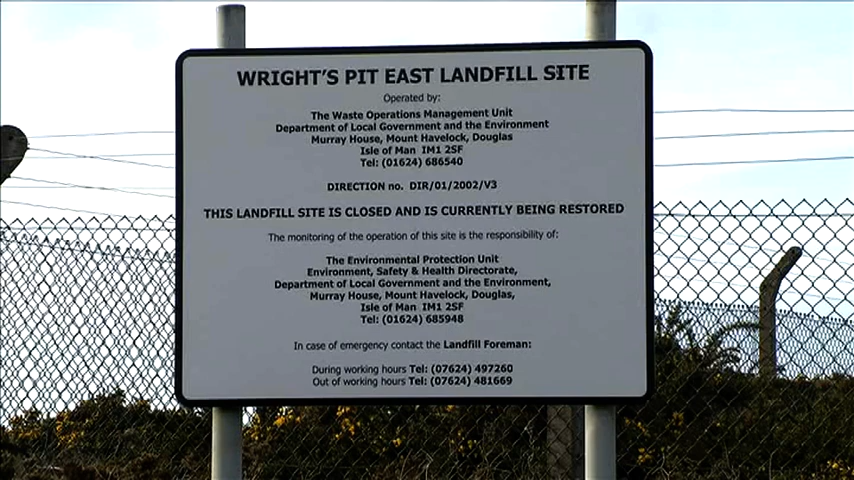 WRIGHT'S PIT EAST LANDFILL SITE
Operated by:
The Waste Operations Management Unit
Department of Local Government and the Environment
Murray House, Mount Havelock, Douglas
Isle of Man IM1 2SF
Tel: (01624) 686540
DIRECTION no. DIR/01/2002/V3
THIS LANDFILL SITE IS CLOSED AND IS CURRENTLY BEING RESTORED
The monitoring of the operation of this site is the responsibility of:
The Environmental Protection Unit
Environment, Safety & Health Directorate,
Department of Local Government and the Environment,
Murray House, Mount Havelock, Douglas,
Isle of Man IM1 2SF
Tel: (01624) 685948
In case of emergency contact the Landfill Foreman:
During working hours Tel: (07624) 497260
Out of working hours Tel: (07624) 481669